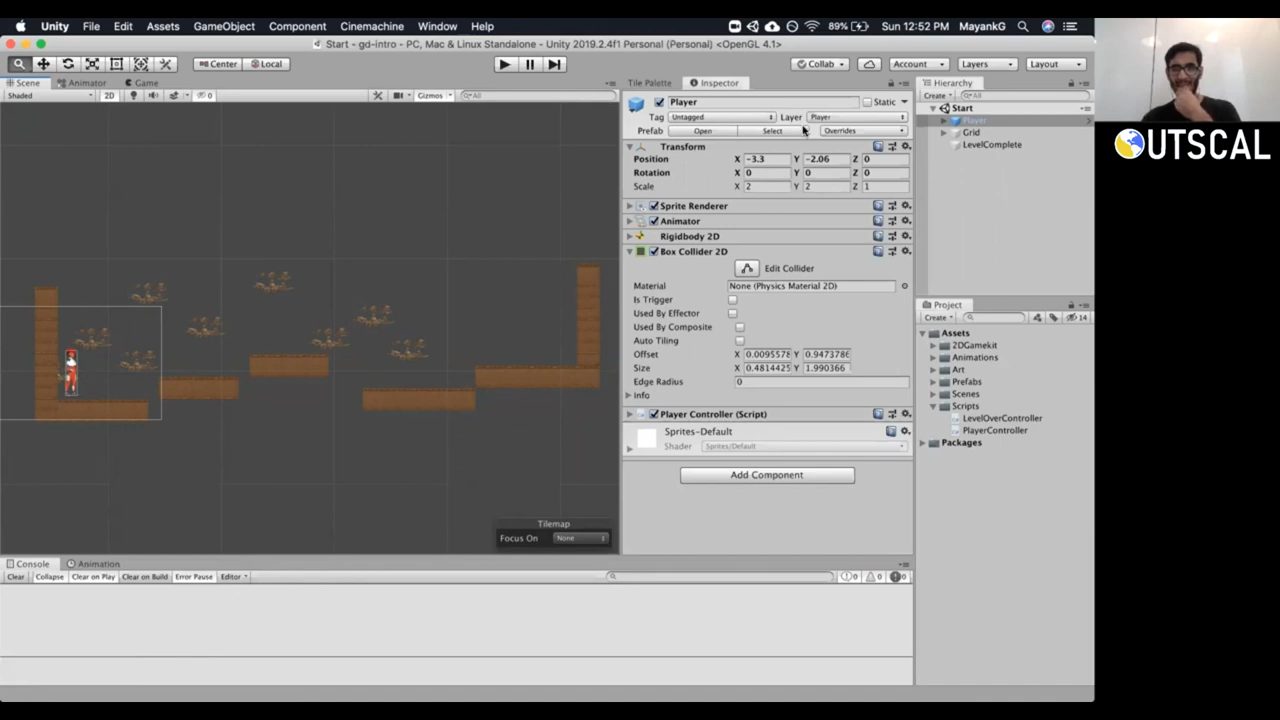 Unity File Edit Assets GameObject Component Cinemachine Window Help 89% Sun 12:52 MayankG
Start - gd-intro - PC, Mac & Linux Standalone - Unity 2019.2.4f1 Personal (Personal) <OpenGL 4.1>
Center Local Collab Account Layers Layout
Scene Animator Game Tile Palette Inspector Hierarchy
Shaded 2D 0 Gizmos All Create All
Player Static Start
Tag Untagged Layer Player Player
Prefab Open Select Overrides Grid
Transform LevelComplete
Position X -3.3 Y -2.06 Z 0
Rotation X 0 Y 0 Z 0
Scale X 2 Y 2 Z 1
Sprite Renderer
Animator
Rigidbody 2D
Box Collider 2D
Edit Collider
Material None (Physics Material 2D)
Is Trigger
Used By Effector
Used By Composite
Auto Tiling
Offset X 0.0095578 Y 0.9473786
Size X 0.4814425 Y 1.990366
Edge Radius 0
Info
Player Controller (Script)
Sprites-Default
Shader Sprites/Default
Add Component
Project
Create 14
Assets
2DGamekit
Animations
Art
Prefabs
Scenes
Scripts
LevelOverController
PlayerController
Packages
Tilemap
Focus On None
Console Animation
Clear Collapse Clear on Play Clear on Build Error Pause Editor 0 0 0
OUTSCAL